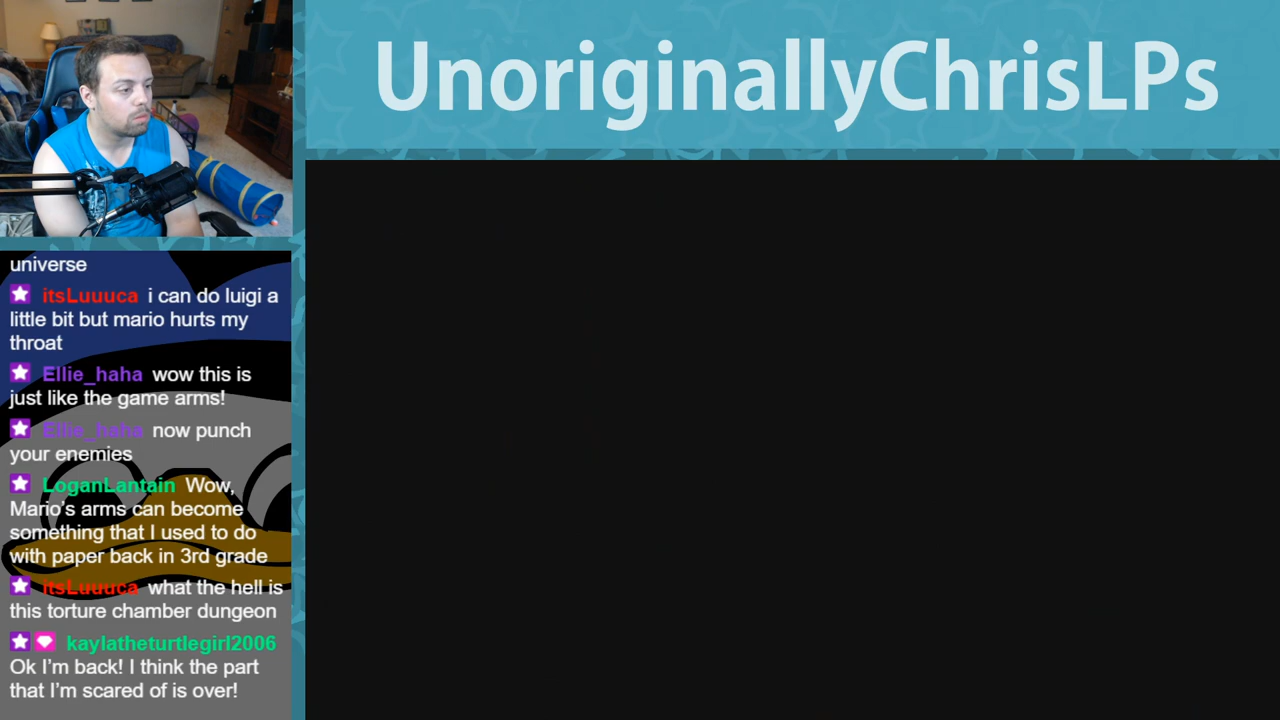 UnoriginallyChrisLPs
universe
itsLuuuca i can do luigi a
little bit but mario hurts my
throat
Ellie_haha wow this is
just like the game arms!
Ellie_haha now punch
your enemies
LoganLantain Wow,
Mario's arms can become
something that I used to do
with paper back in 3rd grade
itsLuuuca what the hell is
this torture chamber dungeon
kaylatheturtlegirl2006
Ok I'm back! I think the part
that I'm scared of is over!